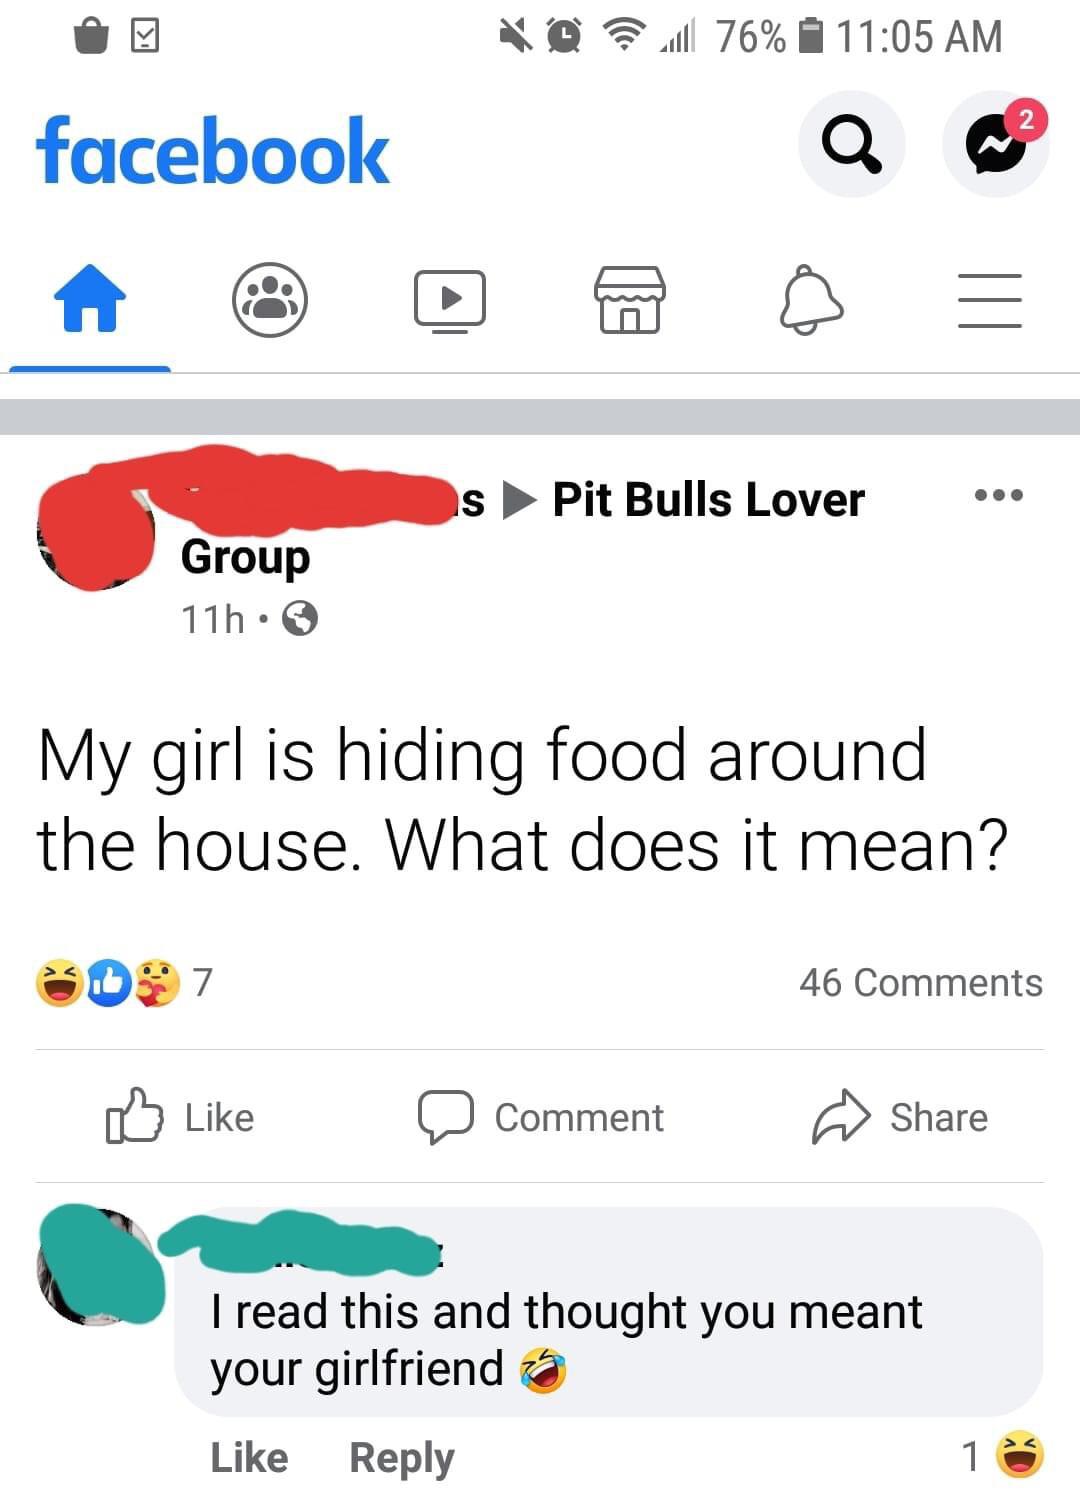 76% 11:05 AM
facebook
2
s ▶ Pit Bulls Lover
Group
11h •
My girl is hiding food around
the house. What does it mean?
7 46 Comments
Like Comment Share
I read this and thought you meant
your girlfriend 🤣
Like Reply 1